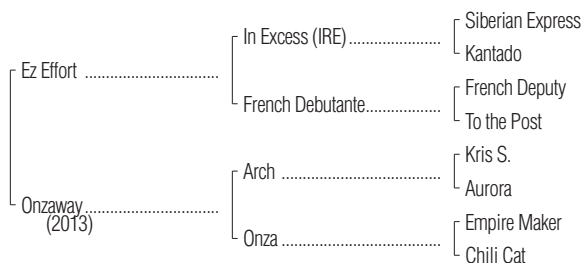 Siberian Express
In Excess (IRE) ........................
Kantado
Ez Effort ..................................
French Deputy
French Debutante...................
To the Post
Kris S.
Arch .........................................
Aurora
Onzaway ..................................
(2013)
Empire Maker
Onza ........................................
Chili Cat